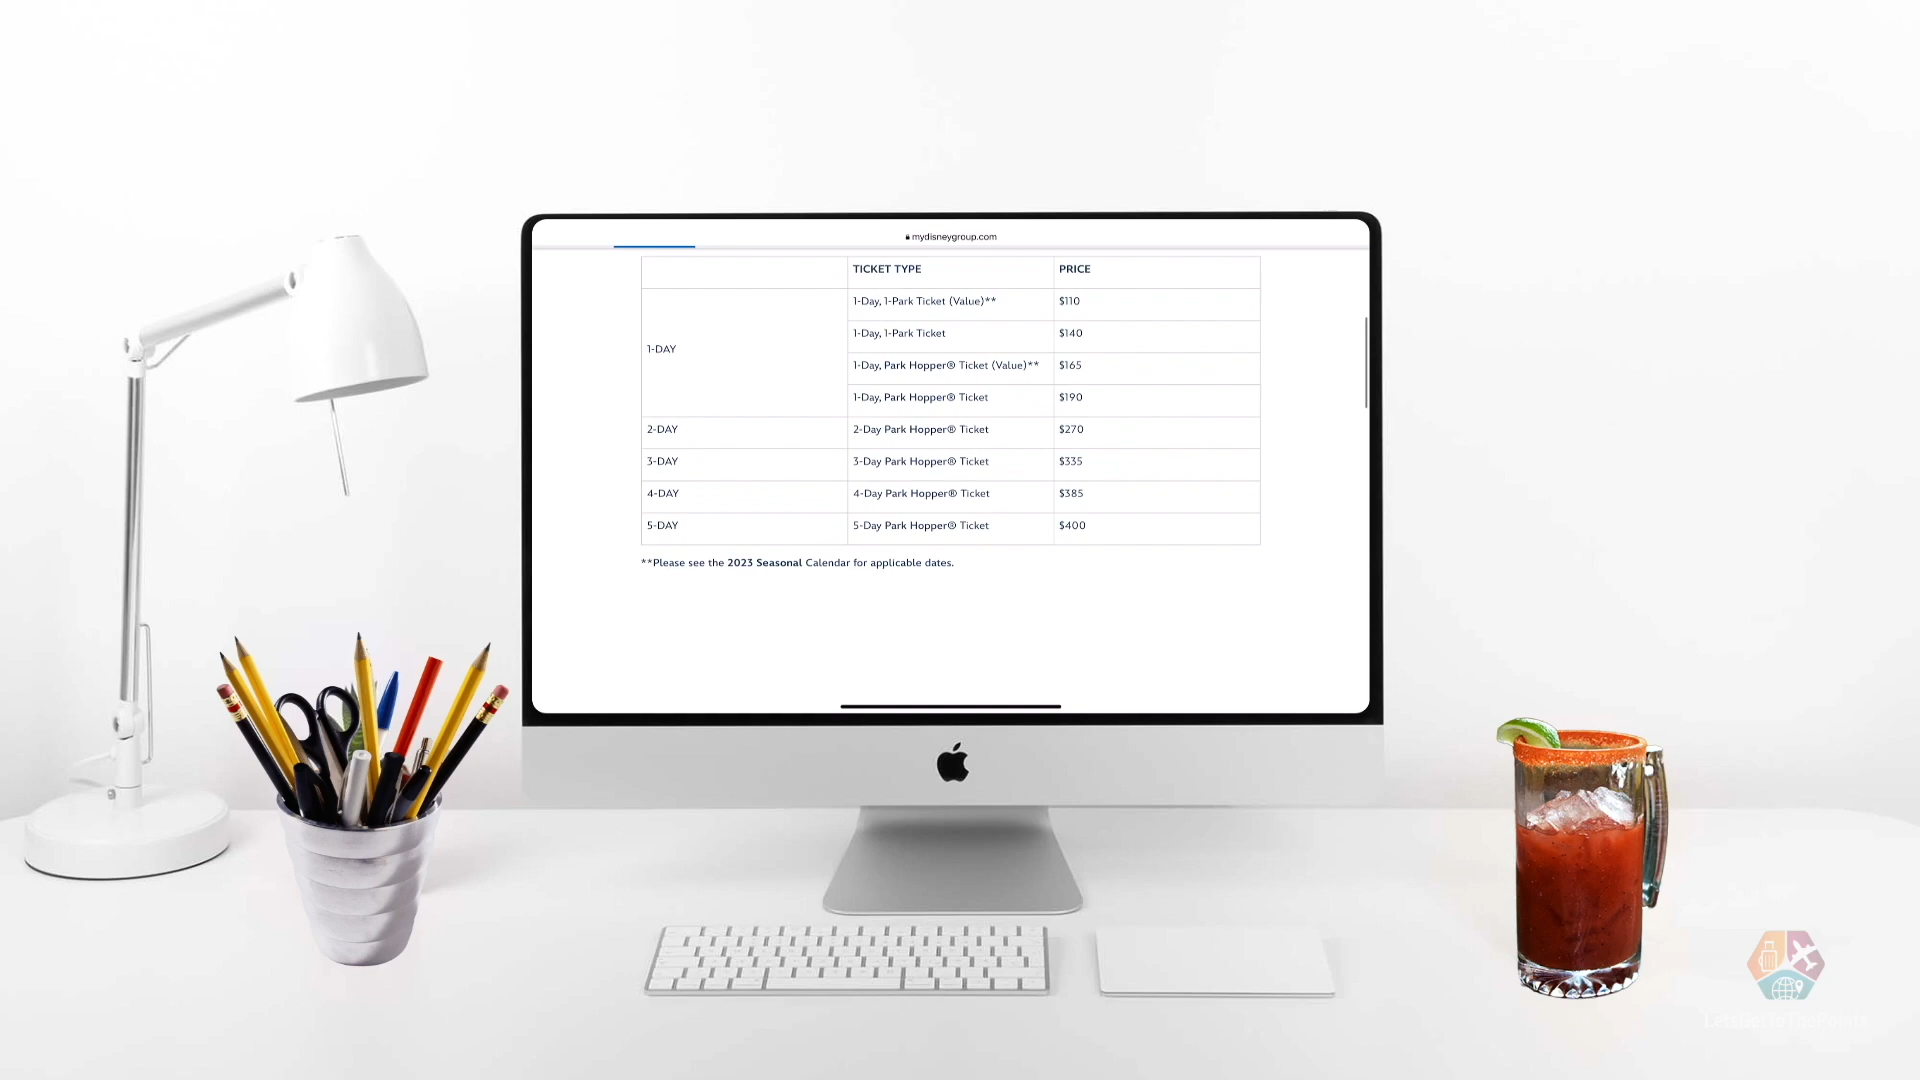 mydisneygroup.com
TICKET TYPE PRICE
1-DAY
1-Day, 1-Park Ticket (Value)** $110
1-Day, 1-Park Ticket $140
1-Day, Park Hopper® Ticket (Value)** $165
1-Day, Park Hopper® Ticket $190
2-DAY 2-Day Park Hopper® Ticket $270
3-DAY 3-Day Park Hopper® Ticket $335
4-DAY 4-Day Park Hopper® Ticket $385
5-DAY 5-Day Park Hopper® Ticket $400
**Please see the 2023 Seasonal Calendar for applicable dates.